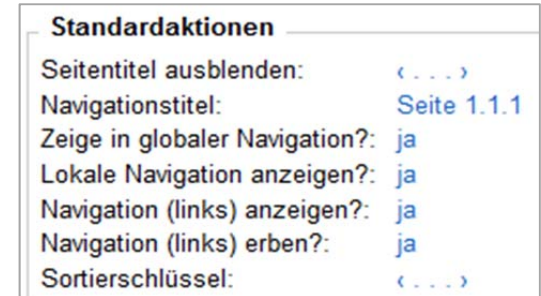 Standardaktionen
Seitentitel ausblenden: ‹ . . . ›
Navigationstitel: Seite 1.1.1
Zeige in globaler Navigation?: ja
Lokale Navigation anzeigen?: ja
Navigation (links) anzeigen?: ja
Navigation (links) erben?: ja
Sortierschlüssel: ‹ . . . ›